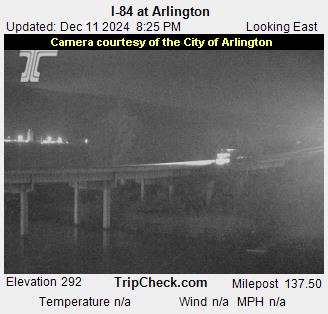 I-84 at Arlington
Updated: Dec 11 2024 8:25 PM Looking East
Camera courtesy of the City of Arlington
Elevation 292 TripCheck.com Milepost 137.50
Temperature n/a Wind n/a MPH n/a